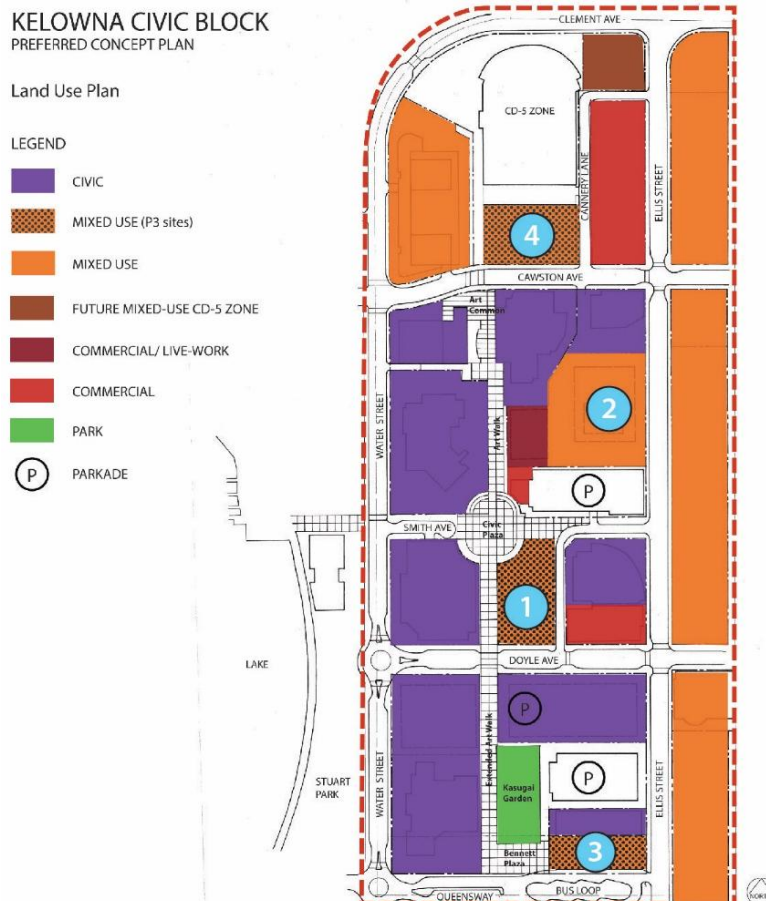 KELOWNA CIVIC BLOCK
PREFERRED CONCEPT PLAN
Land Use Plan
LEGEND
CIVIC
MIXED USE (P3 sites)
MIXED USE
FUTURE MIXED-USE CD-5 ZONE
COMMERCIAL/ LIVE-WORK
COMMERCIAL
PARK
P
PARKADE
CLEMENT AVE
CD-5 ZONE
CANNERY LANE
ELLIS STREET
4
CAWSTON AVE
Art
Common
WATER STREET
2
Art Walk
P
SMITH AVE
Civic
Plaza
1
LAKE
DOYLE AVE
P
Extended Art Walk
STUART
PARK
WATER STREET
Kasugai
Garden
P
ELLIS STREET
Bennett
Plaza
3
QUEENSWAY
BUS LOOP
NORTH